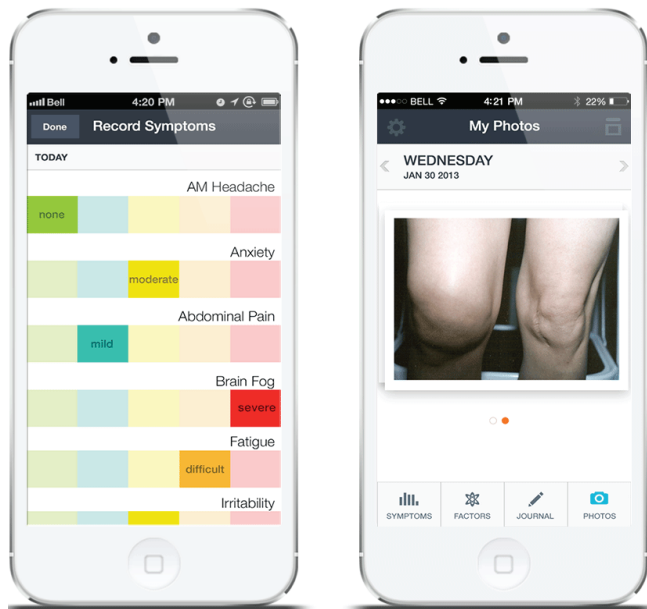 Bell 4:20 PM
Done Record Symptoms
TODAY
AM Headache
none
Anxiety
moderate
Abdominal Pain
mild
Brain Fog
severe
Fatigue
difficult
Irritability
BELL 4:21 PM 22%
My Photos
WEDNESDAY
JAN 30 2013
SYMPTOMS FACTORS JOURNAL PHOTOS